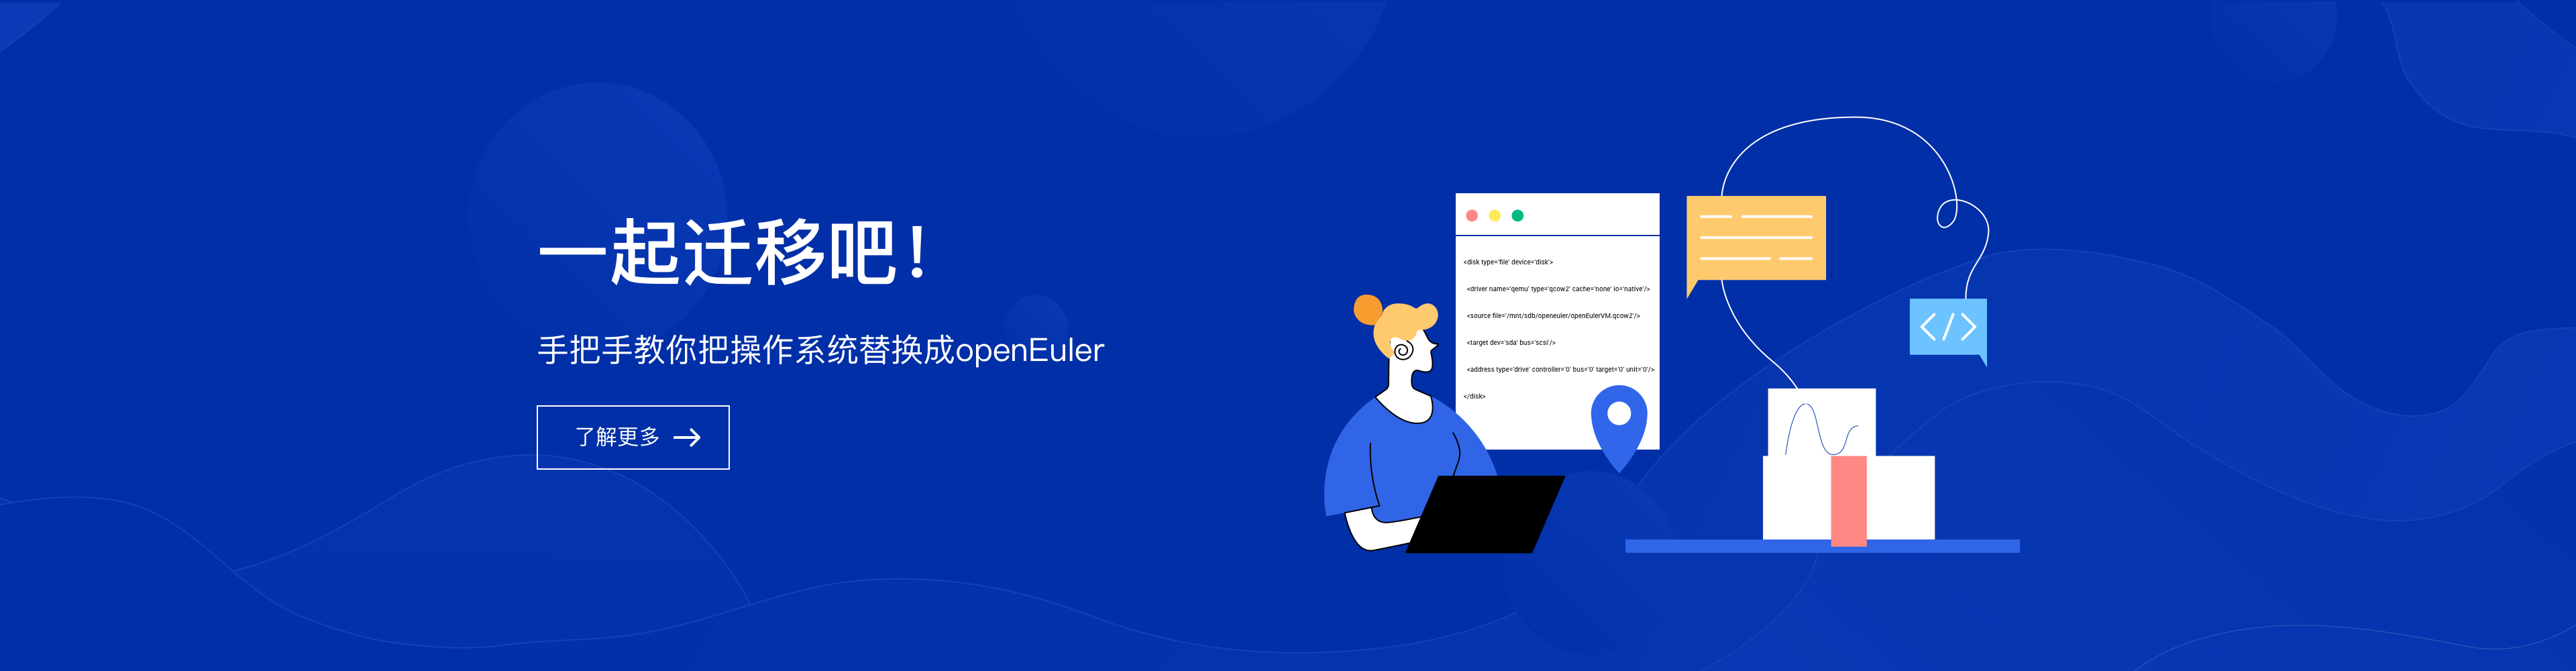 一起迁移吧！
手把手教你把操作系统替换成openEuler
了解更多
<disk type='file' device='disk'>
<driver name='qemu' type='qcow2' cache='none' io='native'/>
<source file='/mnt/sdb/openeuler/openEulerVM.qcow2'/>
<target dev='sda' bus='scsi'/>
<address type='drive' controller='0' bus='0' target='0' unit='0'/>
</disk>
</>